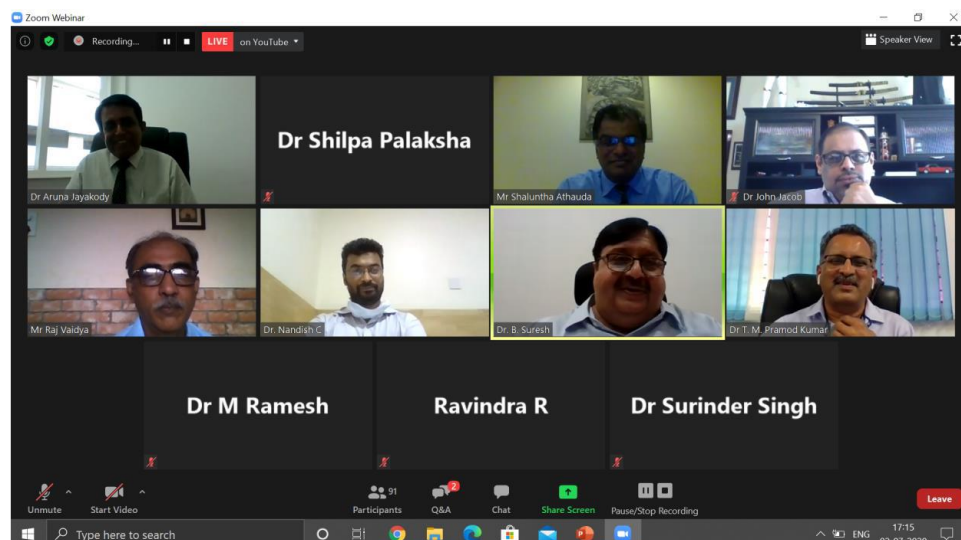 Zoom Webinar
Recording...
LIVE on YouTube
Speaker View
Dr Aruna Jayakody
Dr Shilpa Palaksha
Mr Shaluntha Athauda
Dr John Jacob
Mr Raj Vaidya
Dr. Nandish C
Dr. B. Suresh
Dr T. M. Pramod Kumar
Dr M Ramesh
Ravindra R
Dr Surinder Singh
Unmute
Start Video
91
Participants
2
Q&A
Chat
Share Screen
Pause/Stop Recording
Leave
Type here to search
ENG
17:15